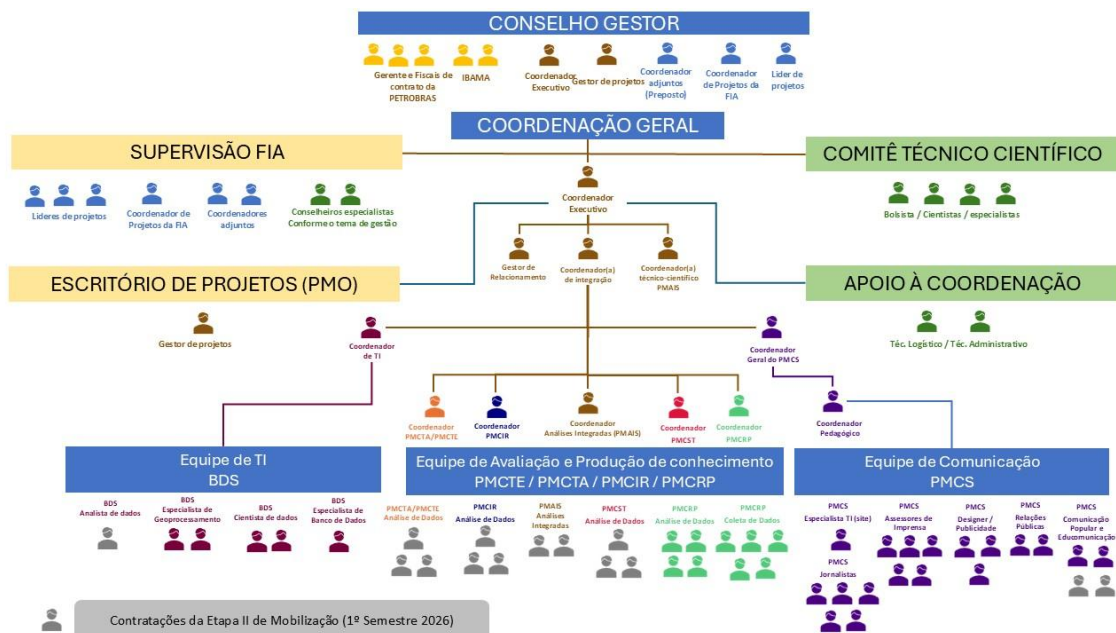 CONSELHO GESTOR
Gerente e Fiscais de
contrato da
PETROBRAS
IBAMA
Coordenador
Executivo
Gestor de projetos
Coordenador
adjuntos
(Preposto)
Coordenador
de Projetos da
FIA
Lider de
projetos
COORDENAÇÃO GERAL
SUPERVISÃO FIA
COMITÊ TÉCNICO CIENTÍFICO
Lideres de projetos
Coordenador de
Projetos da FIA
Coordenadores
adjuntos
Conselheiros especialistas
Conforme o tema de gestão
Coordenador
Executivo
Bolsista / Cientistas / especialistas
Gestor de
Relacionamento
Coordenador(a)
de integração
Coordenador(a)
técnico-científico
PMAIS
ESCRITÓRIO DE PROJETOS (PMO)
APOIO À COORDENAÇÃO
Gestor de projetos
Coordenador
de TI
Coordenador
Geral do PMCS
Téc. Logístico / Téc. Administrativo
Coordenador
PMCTA/PMCTE
Coordenador
PMCIR
Coordenador
Análises Integradas (PMAIS)
Coordenador
PMCST
Coordenador
PMCRP
Coordenador
Pedagógico
Equipe de TI
BDS
Equipe de Avaliação e Produção de conhecimento
PMCTE / PMCTA / PMCIR / PMCRP
Equipe de Comunicação
PMCS
BDS
Analista de dados
BDS
Especialista de
Geoprocessamento
BDS
Cientista de dados
BDS
Especialista de
Banco de Dados
PMCTA/PMCTE
Análise de Dados
PMCIR
Análise de Dados
PMAIS
Análises
Integradas
PMCST
Análise de Dados
PMCRP
Análise de Dados
PMCRP
Coleta de Dados
PMCS
Especialista TI (site)
PMCS
Assessores de
Imprensa
PMCS
Designer /
Publicidade
PMCS
Relações
Públicas
PMCS
Comunicação
Popular e
Educomunicação
PMCS
Jornalistas
Contratações da Etapa II de Mobilização (1º Semestre 2026)